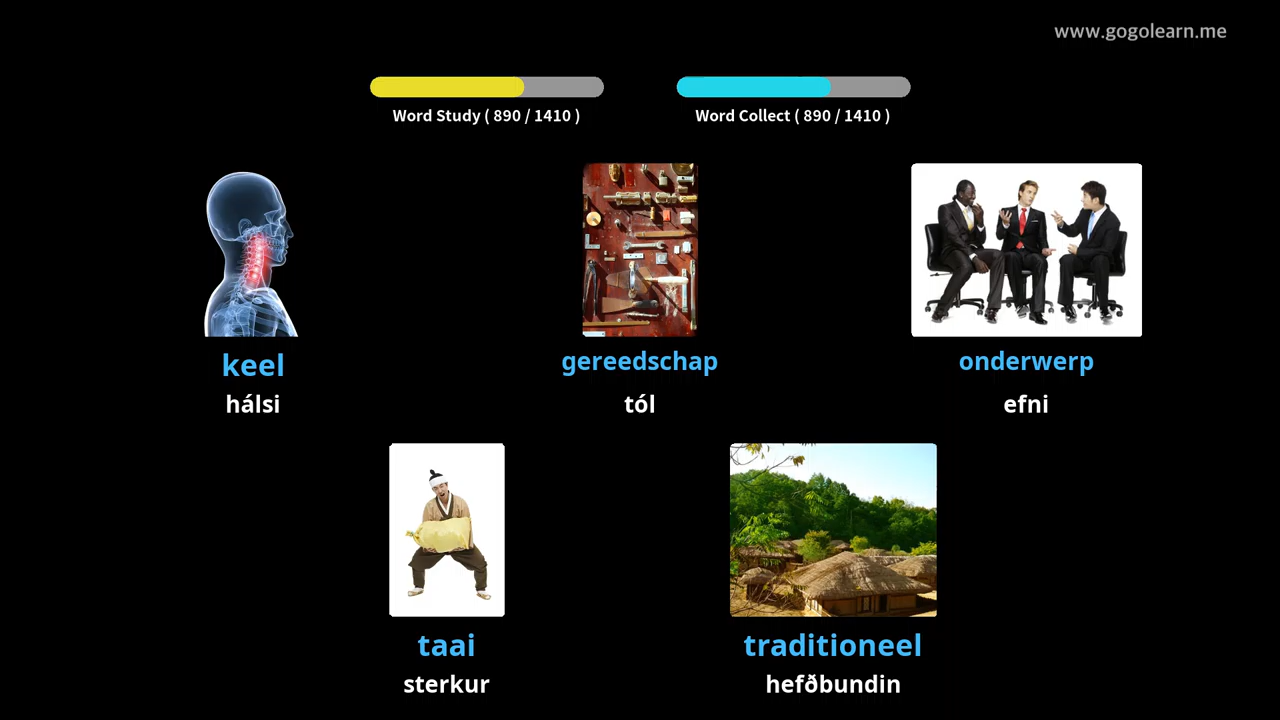 www.gogolearn.me
Word Study ( 890 / 1410 )
Word Collect ( 890 / 1410 )
keel
hálsi
gereedschap
tól
onderwerp
efni
taai
sterkur
traditioneel
hefðbundin